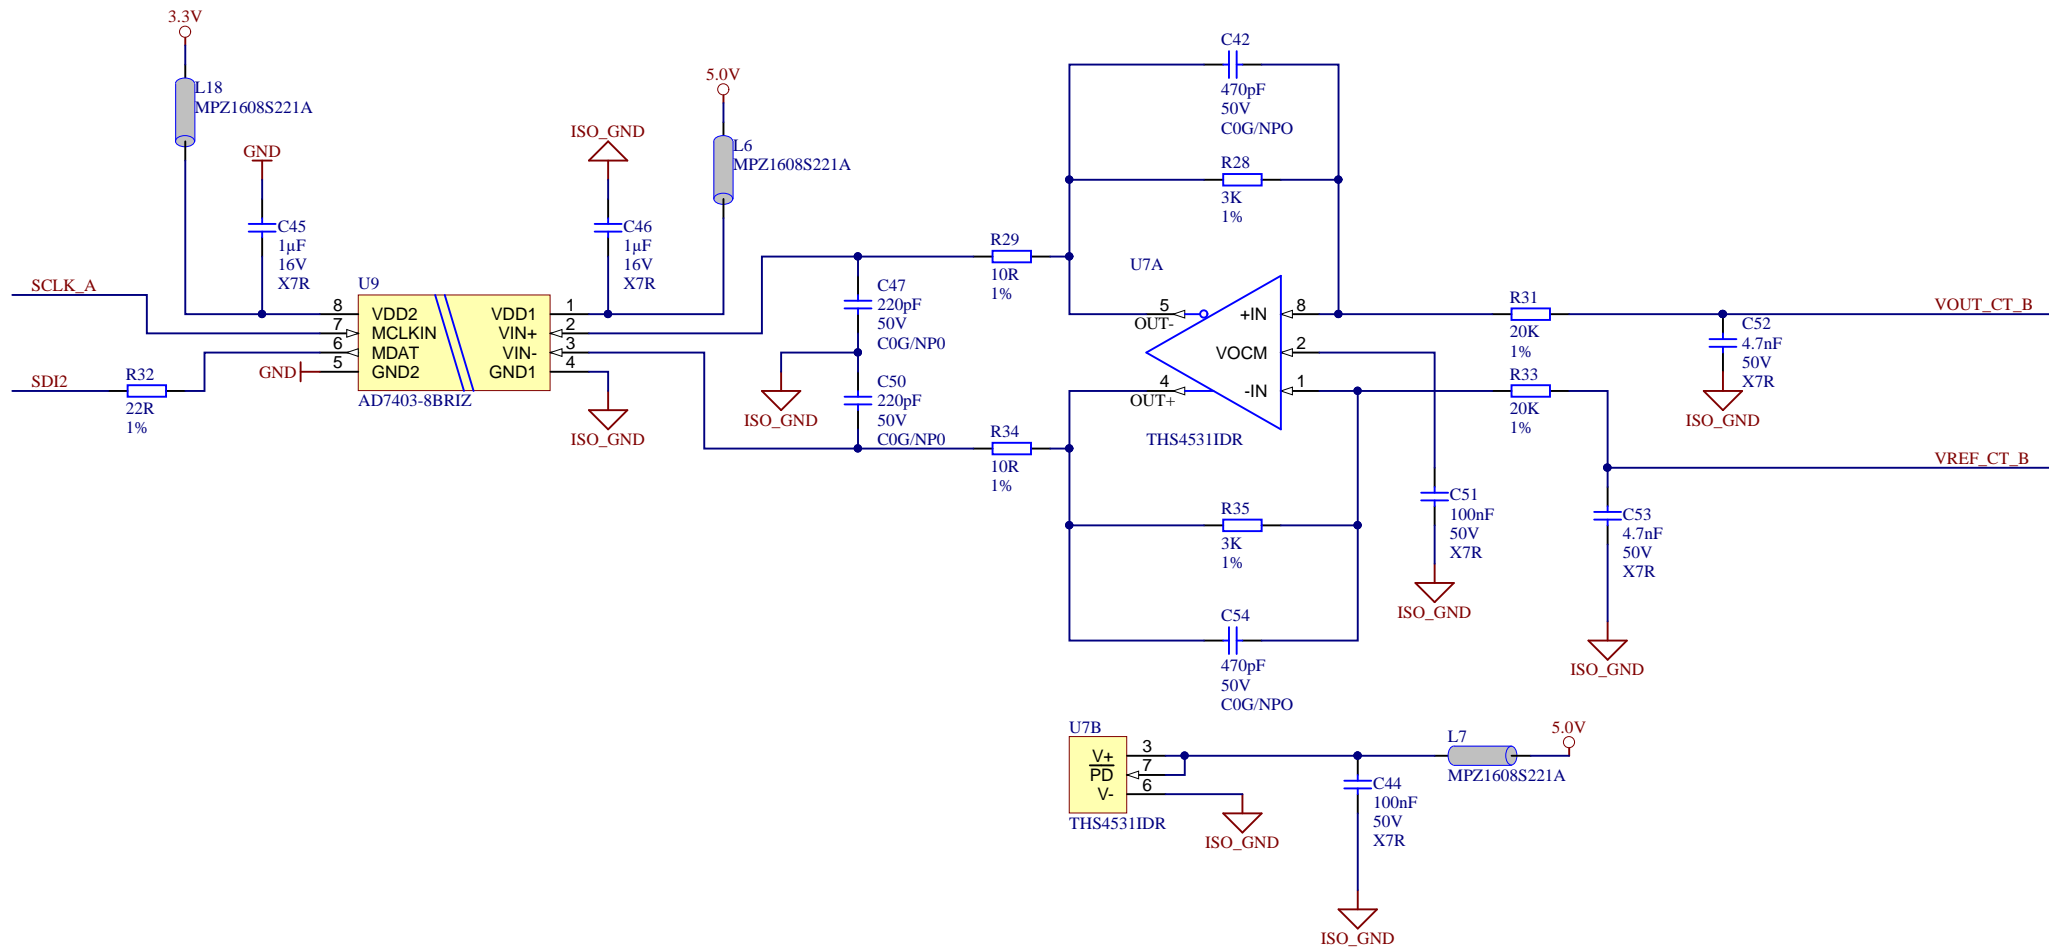 3.3V
L18
MPZ1608S221A
GND
C45
1µF
16V
X7R
ISO_GND
C46
1µF
16V
X7R
5.0V
L6
MPZ1608S221A
SCLK_A
SDI2
R32
22R
1%
GND
U9
8
VDD2
VDD1
1
7
MCLKIN
VIN+
2
6
MDAT
VIN-
3
5
GND2
GND1
4
AD7403-8BRIZ
ISO_GND
C47
220pF
50V
C0G/NP0
C50
220pF
50V
C0G/NP0
ISO_GND
R29
10R
1%
R34
10R
1%
C42
470pF
50V
C0G/NPO
R28
3K
1%
U7A
5
OUT-
+IN
8
VOCM
2
4
OUT+
-IN
1
THS4531IDR
R35
3K
1%
C54
470pF
50V
C0G/NPO
R31
20K
1%
R33
20K
1%
C52
4.7nF
50V
X7R
ISO_GND
VOUT_CT_B
VREF_CT_B
C51
100nF
50V
X7R
ISO_GND
C53
4.7nF
50V
X7R
ISO_GND
U7B
V+
3
PD
7
V-
6
THS4531IDR
ISO_GND
C44
100nF
50V
X7R
ISO_GND
L7
MPZ1608S221A
5.0V